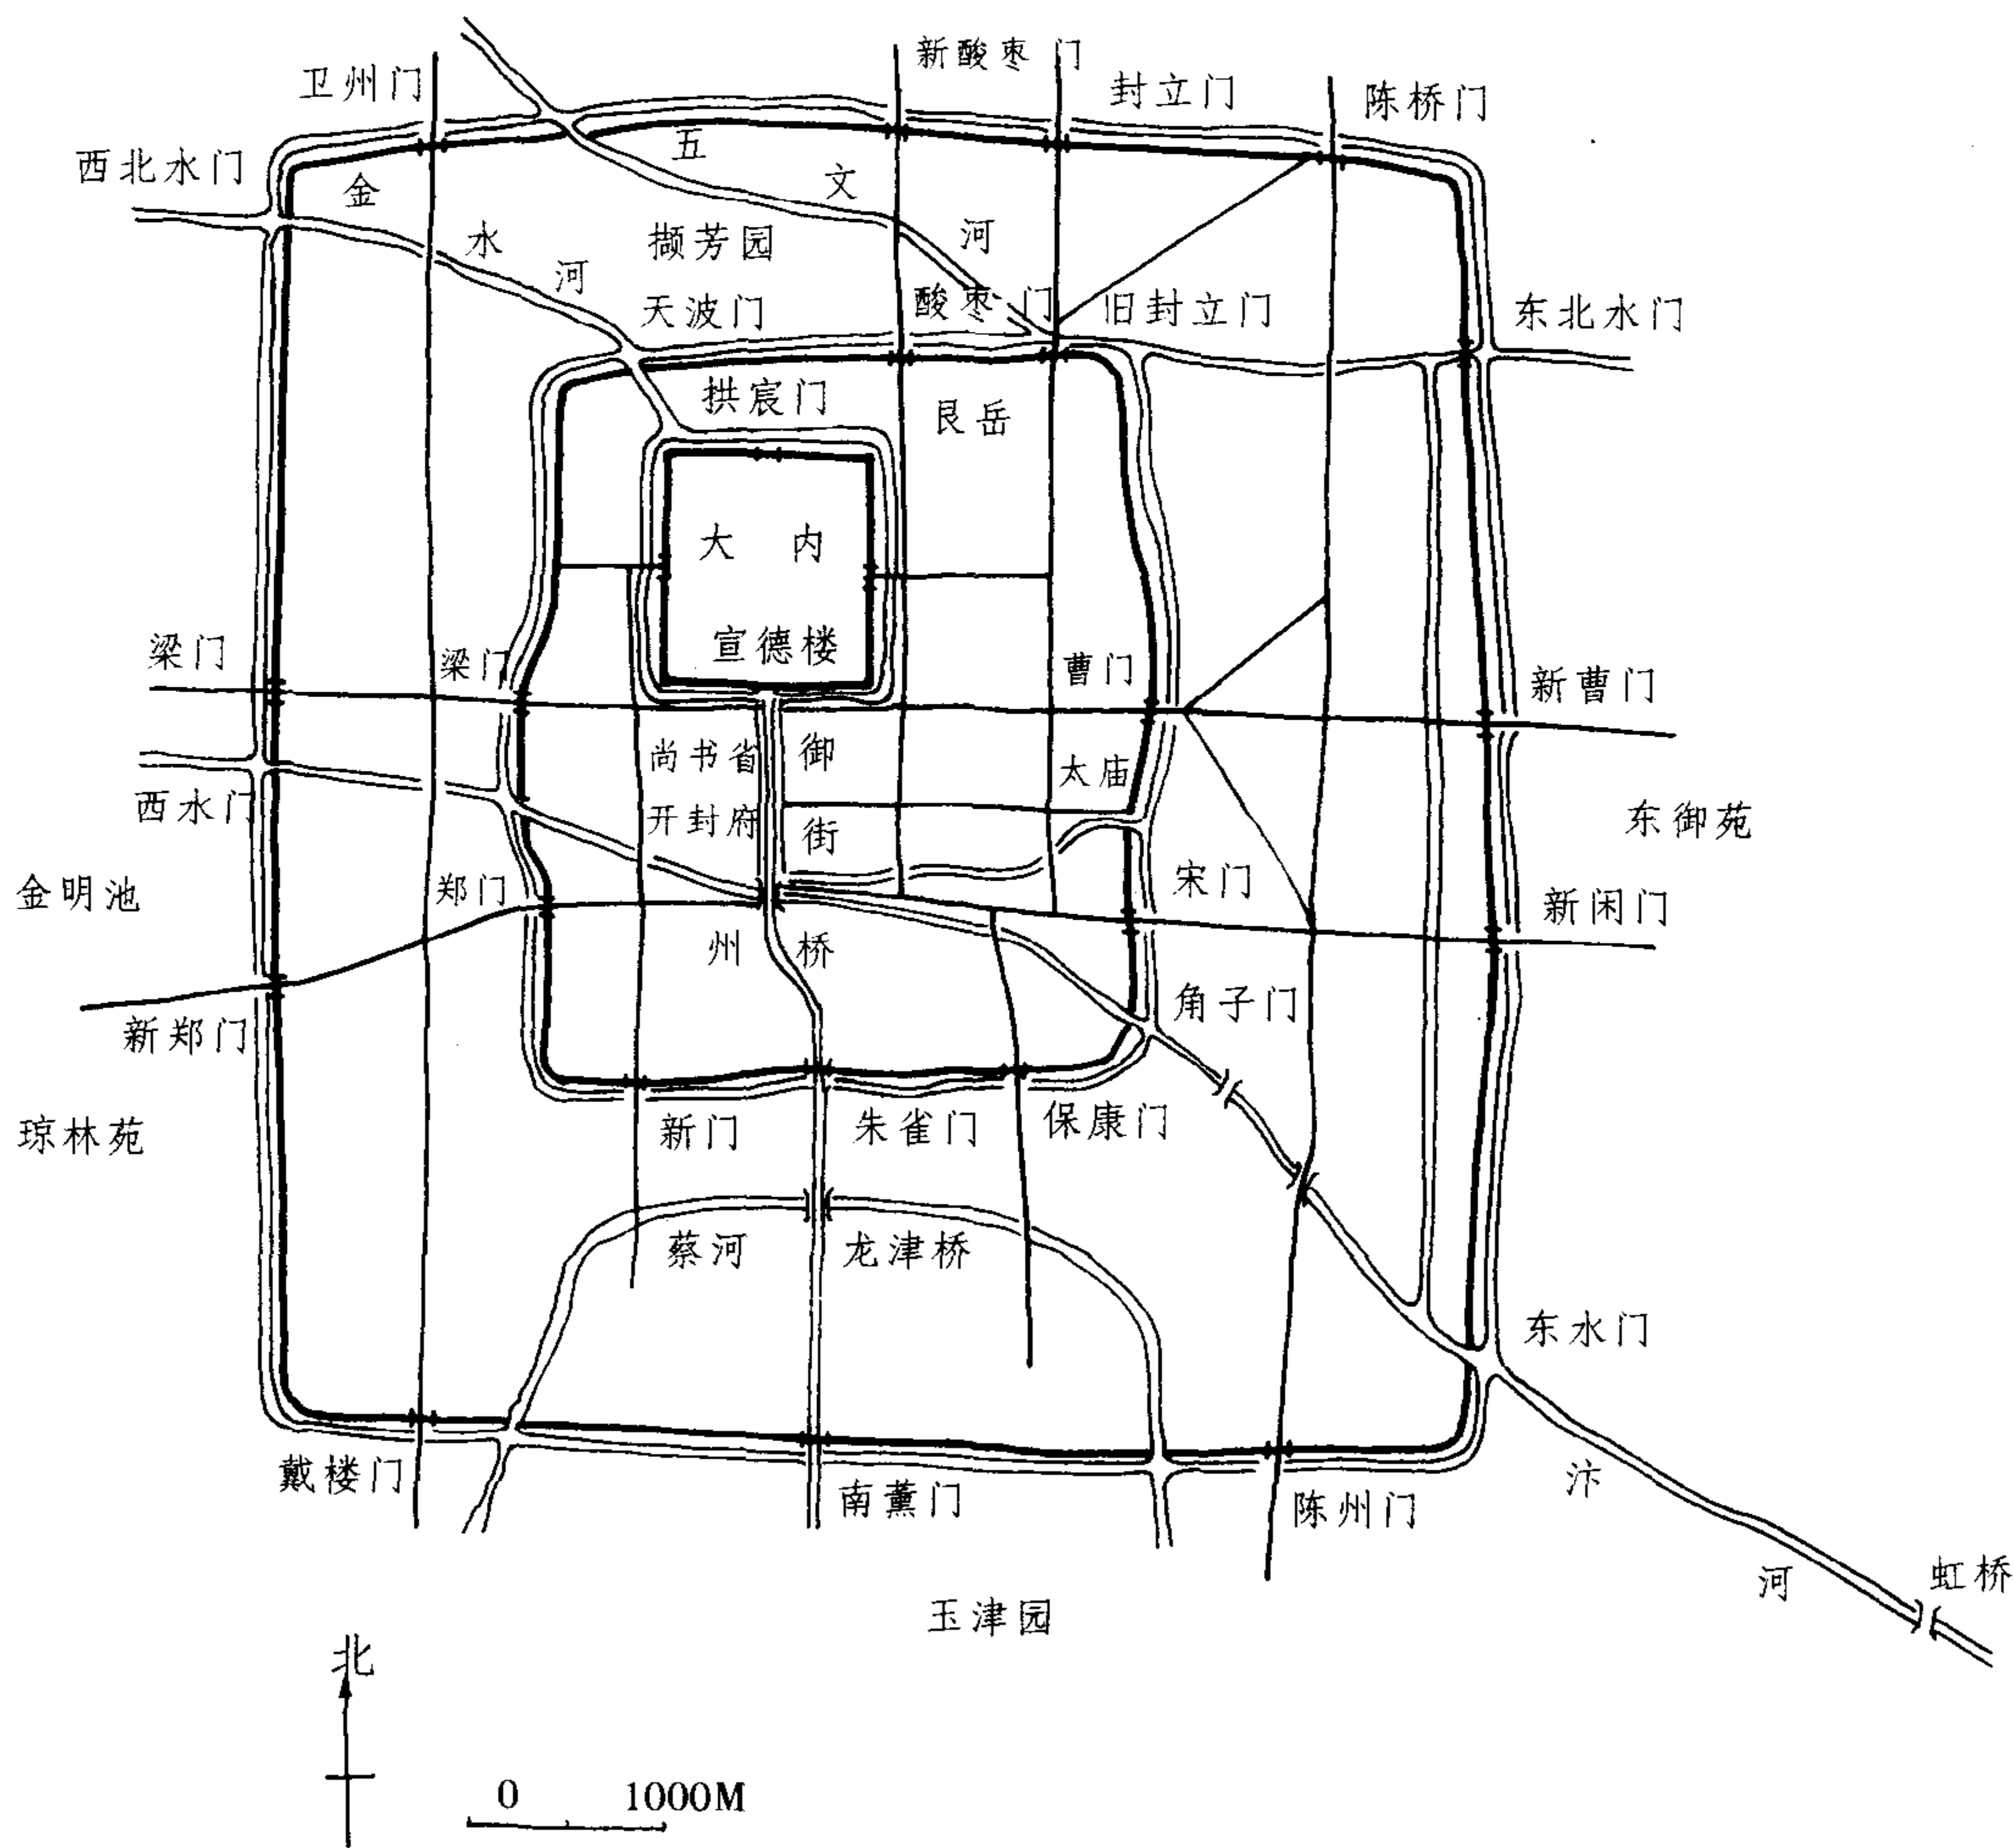 新酸枣门
卫州门
封立门
陈桥门
西北水门
金水河
五文河
撷芳园
天波门
酸枣门
旧封立门
东北水门
拱宸门
艮岳
大内
宣德楼
梁门
梁门
曹门
新曹门
尚书省
御街
太庙
西水门
开封府
东御苑
金明池
郑门
宋门
新闲门
州桥
角子门
新郑门
琼林苑
新门
朱雀门
保康门
蔡河
龙津桥
东水门
戴楼门
南薰门
陈州门
汴河
虹桥
玉津园
北
0 1000M